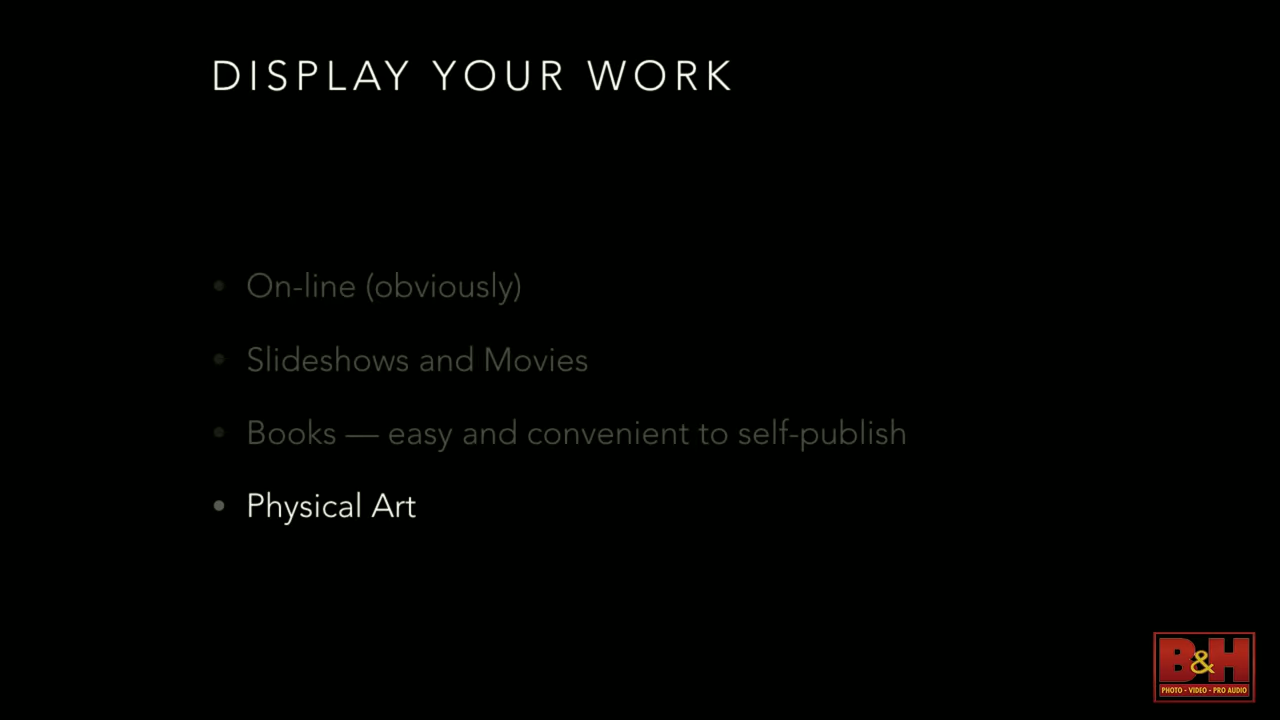 DISPLAY YOUR WORK
• On-line (obviously)
• Slideshows and Movies
• Books — easy and convenient to self-publish
• Physical Art
B&H
PHOTO - VIDEO - PRO AUDIO